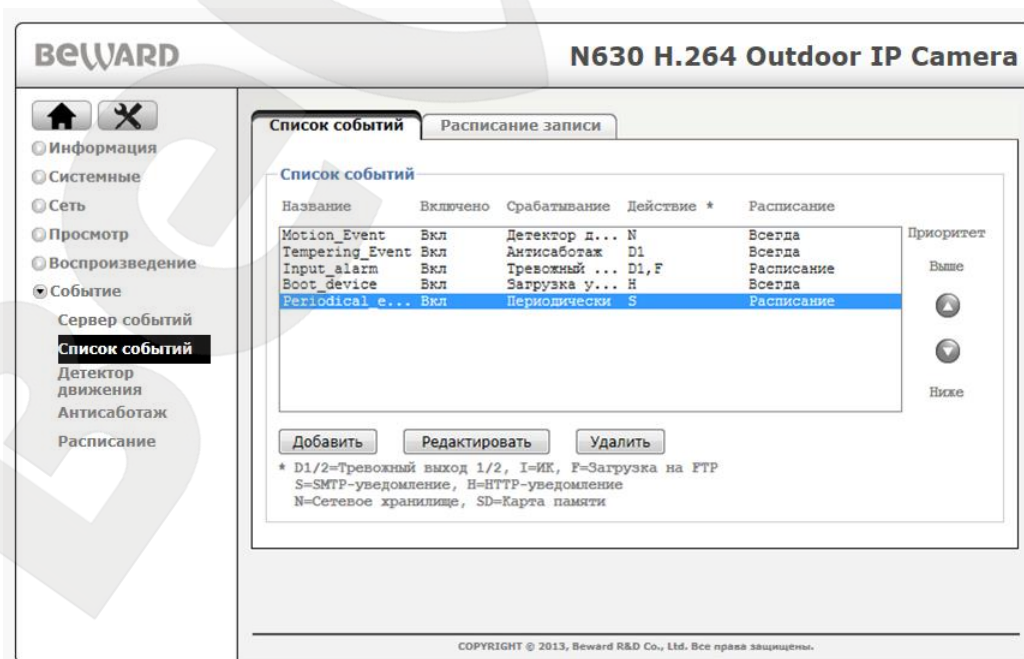 BEWARD
N630 H.264 Outdoor IP Camera
Информация
Системные
Сеть
Просмотр
Воспроизведение
Событие
Сервер событий
Список событий
Детектор
движения
Антисаботаж
Расписание
Список событий Расписание записи
Список событий
Название Включено Срабатывание Действие * Расписание
Motion_Event Вкл Детектор д... N Всегда
Tempering_Event Вкл Антисаботаж D1 Всегда
Input_alarm Вкл Тревожный ... D1,F Расписание
Boot_device Вкл Загрузка у... H Всегда
Periodical_e... Вкл Периодически S Расписание
Приоритет
Выше
Ниже
Добавить Редактировать Удалить
* D1/2=Тревожный выход 1/2, I=ИК, F=Загрузка на FTP
S=SMTP-уведомление, H=HTTP-уведомление
N=Сетевое хранилище, SD=Карта памяти
COPYRIGHT © 2013, Beward R&D Co., Ltd. Все права защищены.